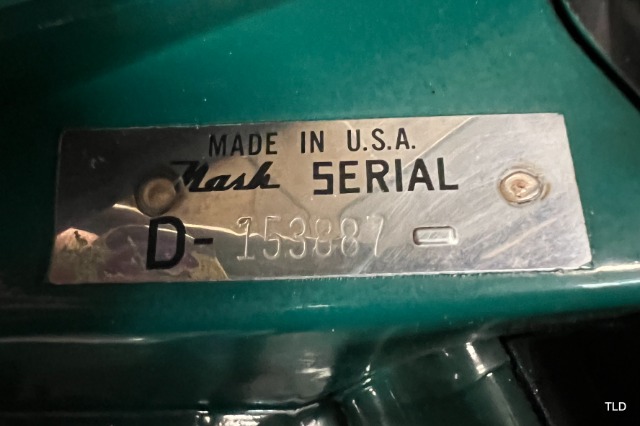 MADE IN U.S.A.
Nash SERIAL
D-153887
TLD